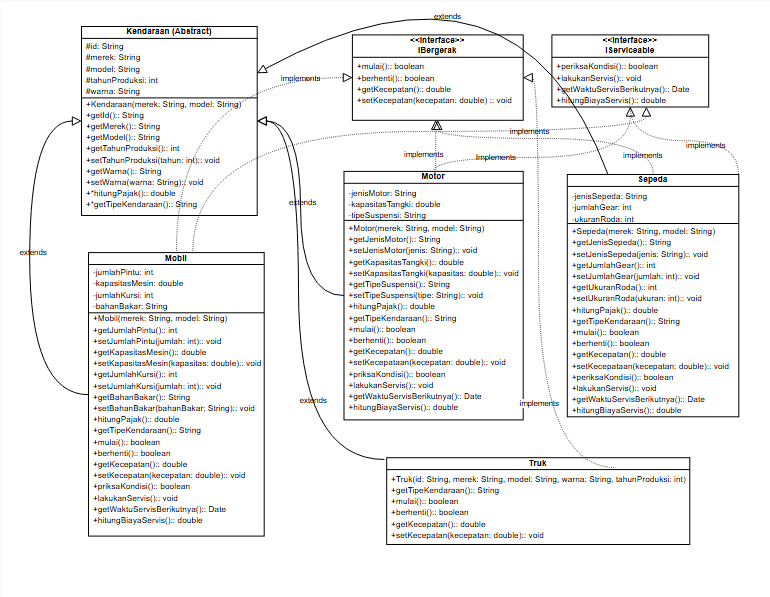 extends
Kendaraan (Abstract)
#id: String
#merek: String
#model: String
#tahunProduksi: int
#warna: String
+Kendaraan(merek: String, model: String)
+getId():: String
+getMerek():: String
+getModel():: String
+getTahunProduksi():: int
+setTahunProduksi(tahun: int):: void
+getWarna():: String
+setWarna(warna: String):: void
+*hitungPajak():: double
+*getTipeKendaraan():: String
<<Interface>>
IBergerak
+mulai():: boolean
+berhenti():: boolean
+getKecepatan():: double
+setKecepatan(kecepatan: double) :: void
<<Interface>>
IServiceable
+periksaKondisi():: boolean
+lakukanServis():: void
+getWaktuServisBerikutnya():: Date
+hitungBiayaServis():: double
implements
implements
implements
Implements
implements
implements
extends
extends
extends
implements
Mobil
-jumlahPintu: int
-kapasitasMesin: double
-jumlahKursi: int
-bahanBakar: String
+Mobil(merek: String, model: String)
+getJumlahPintu():: int
+setJumlahPintu(jumlah: int):: void
+getKapasitasMesin():: double
+setKapasitasMesin(kapasitas: double):: void
+getJumlahKursi():: int
+setJumlahKursi(jumlah: int):: void
+getBahanBakar():: String
+setBahanBakar(bahanBakar: String):: void
+hitungPajak():: double
+getTipeKendaraan():: String
+mulai():: boolean
+berhenti():: boolean
+getKecepatan():: double
+setKecepatan(kecepatan: double):: void
+priksaKondisi():: boolean
+lakukanServis():: void
+getWaktuServisBerikutnya():: Date
+hitungBiayaServis():: double
Motor
-jenisMotor: String
-kapasitasTangki: double
-tipeSuspensi: String
+Motor(merek: String, model: String)
+getJenisMotor():: String
+setJenisMotor(jenis: String):: void
+getKapasitasTangki():: double
+setKapasitasTangki(kapasitas: double):: void
+getTipeSuspensi():: String
+setTipeSuspensi(tipe: String):: void
+hitungPajak():: double
+getTipeKendaraan():: String
+mulai():: boolean
+berhenti():: boolean
+getKecepatan():: double
+setKecepataan(kecepatan: double):: void
+priksaKondisi():: boolean
+lakukanServis():: void
+getWaktuServisBerikutnya():: Date
+hitungBiayaServis():: double
Sepeda
-jenisSepeda: String
-jumlahGear: int
-ukuranRoda: int
+Sepeda(merek: String, model: String)
+getJenisSepeda():: String
+setJenisSepeda(jenis: String):: void
+getJumlahGear():: int
+setJumlahGear(jumlah: int):: void
+getUkuranRoda():: int
+setUkuranRoda(ukuran: int):: void
+hitungPajak():: double
+getTipeKendaraan():: String
+mulai():: boolean
+berhenti():: boolean
+getKecepatan():: double
+setKecepataan(kecepatan: double):: void
+periksaKondisi():: boolean
+lakukanServis():: void
+getWaktuServisBerikutnya():: Date
+hitungBiayaServis():: double
Truk
+Truk(id: String, merek: String, model: String, warna: String, tahunProduksi: int)
+getTipeKendaraan():: String
+mulai():: boolean
+berhenti():: boolean
+getKecepatan():: double
+setKecepatan(kecepatan: double):: void